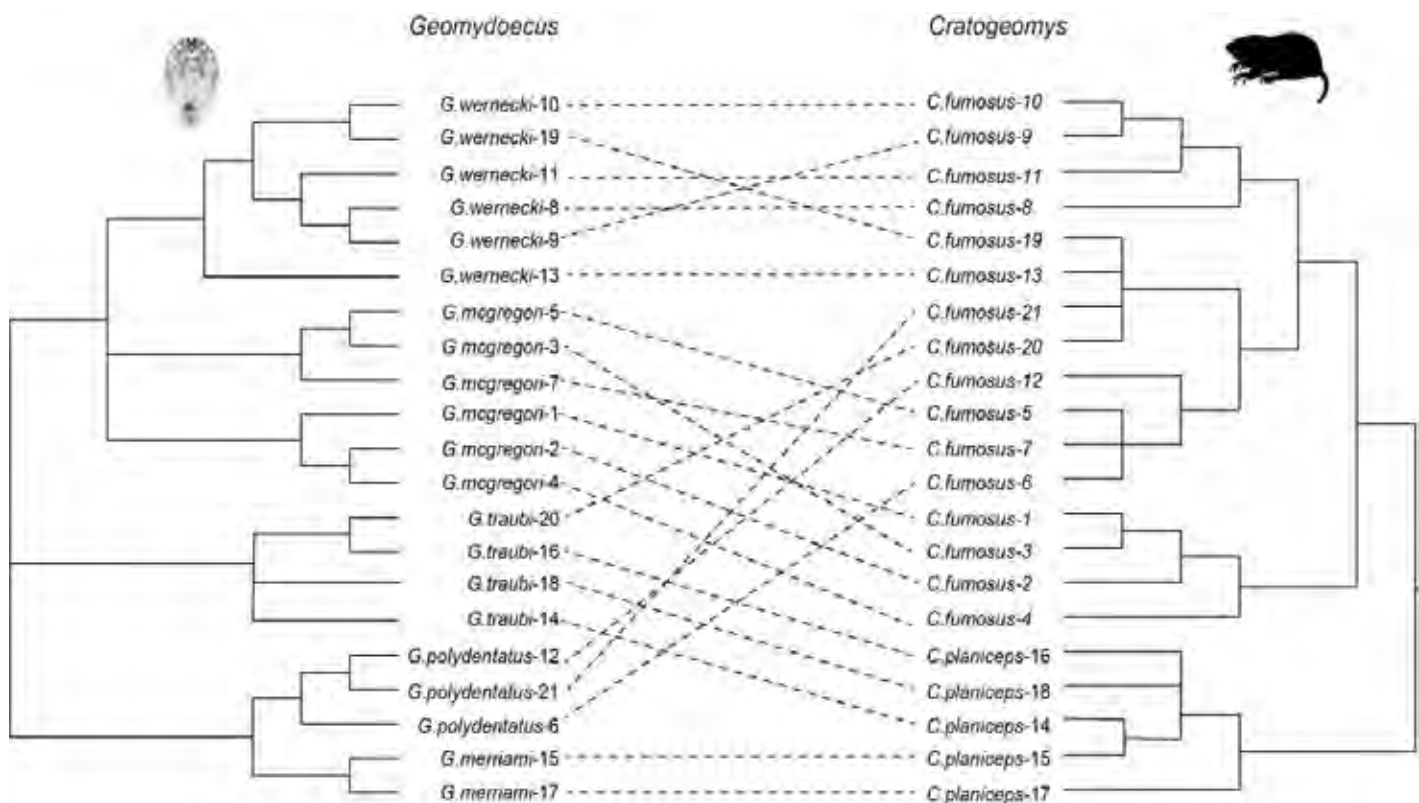 Geomydoecus
Cratogeomys
G.wernecki-10
C.fumosus-10
G.wernecki-19
C.fumosus-9
G.wernecki-11
C.fumosus-11
G.wernecki-8
C.fumosus-8
G.wernecki-9
C.fumosus-19
G.wernecki-13
C.fumosus-13
G.mcgregori-5
C.fumosus-21
G mcgregori-3
C.fumosus-20
G.mcgregori-7
C.fumosus-12
G.mcgregori-1
C.fumosus-5
G.mcgregori-2
C.fumosus-7
G.mcgregori-4
C.fumosus-6
G.traubi-20
C.fumosus-1
G.traubi-16
C.fumosus-3
G.traubi-18
C.fumosus-2
G.traubi-14
C.fumosus-4
G.polydentatus-12
C.planiceps-16
G.polydentatus-21
C.planiceps-18
G.polydentatus-6
C.planiceps-14
G.merriami-15
C.planiceps-15
G.merriami-17
C.planiceps-17